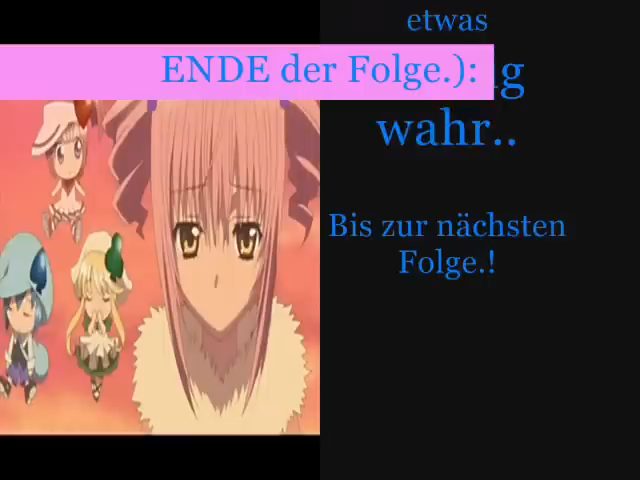 etwas
ENDE der Folge.):
wahr..
Bis zur nächsten
Folge.!